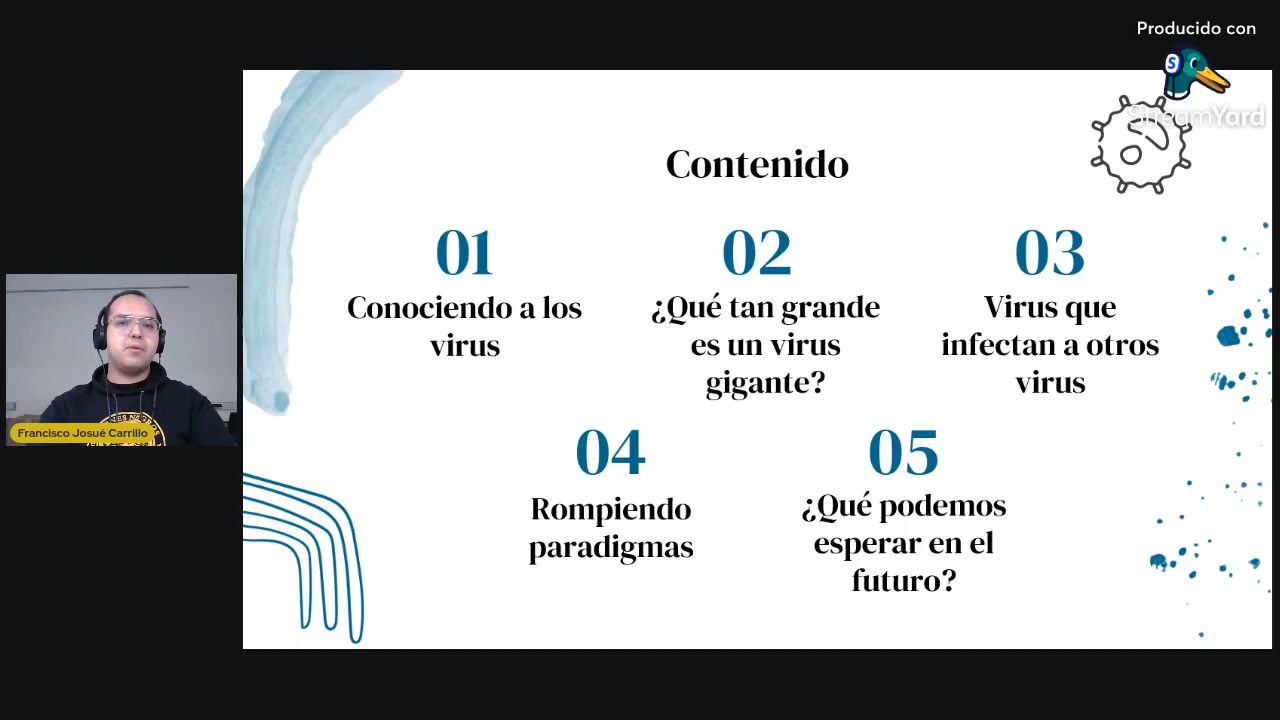 Producido con
StreamYard
Contenido
01
Conociendo a los
virus
02
¿Qué tan grande
es un virus
gigante?
03
Virus que
infectan a otros
virus
04
Rompiendo
paradigmas
05
¿Qué podemos
esperar en el
futuro?
Francisco Josué Carrillo